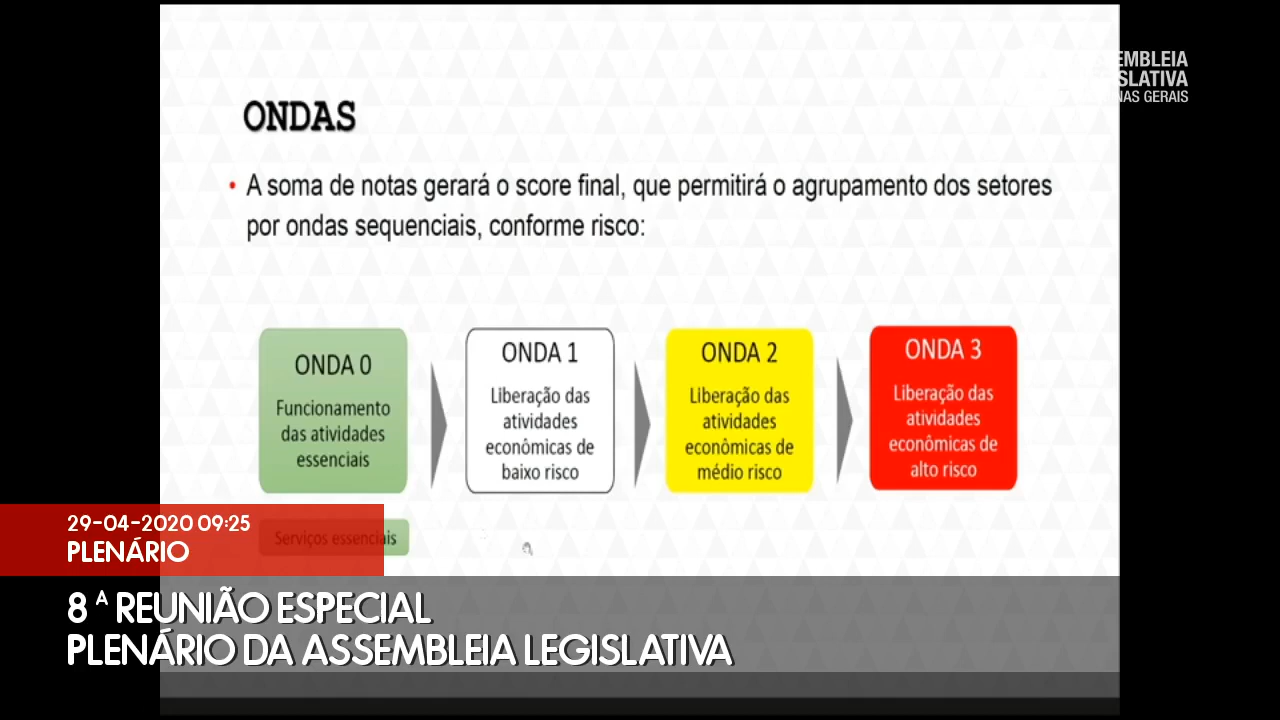 ONDAS
• A soma de notas gerará o score final, que permitirá o agrupamento dos setores
por ondas sequenciais, conforme risco:
ONDA 0
Funcionamento
das atividades
essenciais
ONDA 1
Liberação das
atividades
econômicas de
baixo risco
ONDA 2
Liberação das
atividades
econômicas de
médio risco
ONDA 3
Liberação das
atividades
econômicas de
alto risco
Serviços essenciais
EMBLEIA
SLATIVA
NAS GERAIS
29-04-2020 09:25
PLENÁRIO
8ª REUNIÃO ESPECIAL
PLENÁRIO DA ASSEMBLEIA LEGISLATIVA